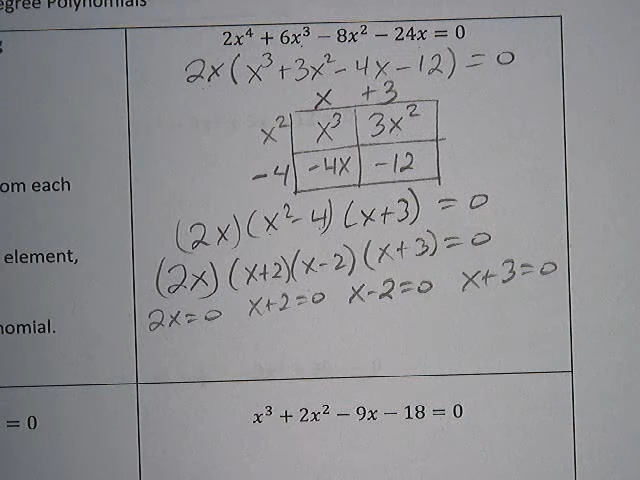 egree Polynomials
2x⁴ + 6x³ − 8x² − 24x = 0
2x(x³+3x²−4x−12)=0
x +3
x² x³ 3x²
−4 −4x −12
om each
(2x)(x²−4)(x+3) = 0
element,
(2x)(x+2)(x−2)(x+3)=0
2x=0 x+2=0 x−2=0 x+3=0
nomial.
= 0
x³ + 2x² − 9x − 18 = 0